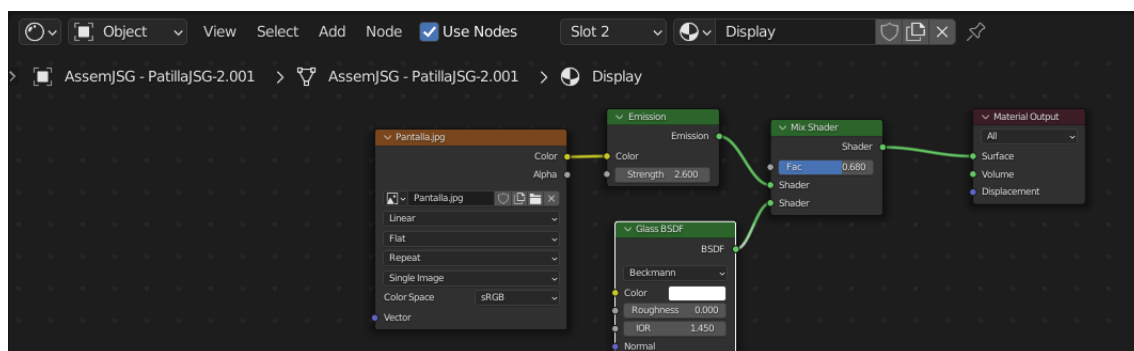 Object View Select Add Node Use Nodes Slot 2 Display
AssemJSG - PatillaJSG-2.001 > AssemJSG - PatillaJSG-2.001 > Display
Pantalla.jpg
Color
Alpha
Pantalla.jpg
Linear
Flat
Repeat
Single Image
Color Space sRGB
Vector
Emission
Emission
Color
Strength 2.600
Glass BSDF
BSDF
Beckmann
Color
Roughness 0.000
IOR 1.450
Normal
Mix Shader
Shader
Fac 0.680
Shader
Shader
Material Output
All
Surface
Volume
Displacement